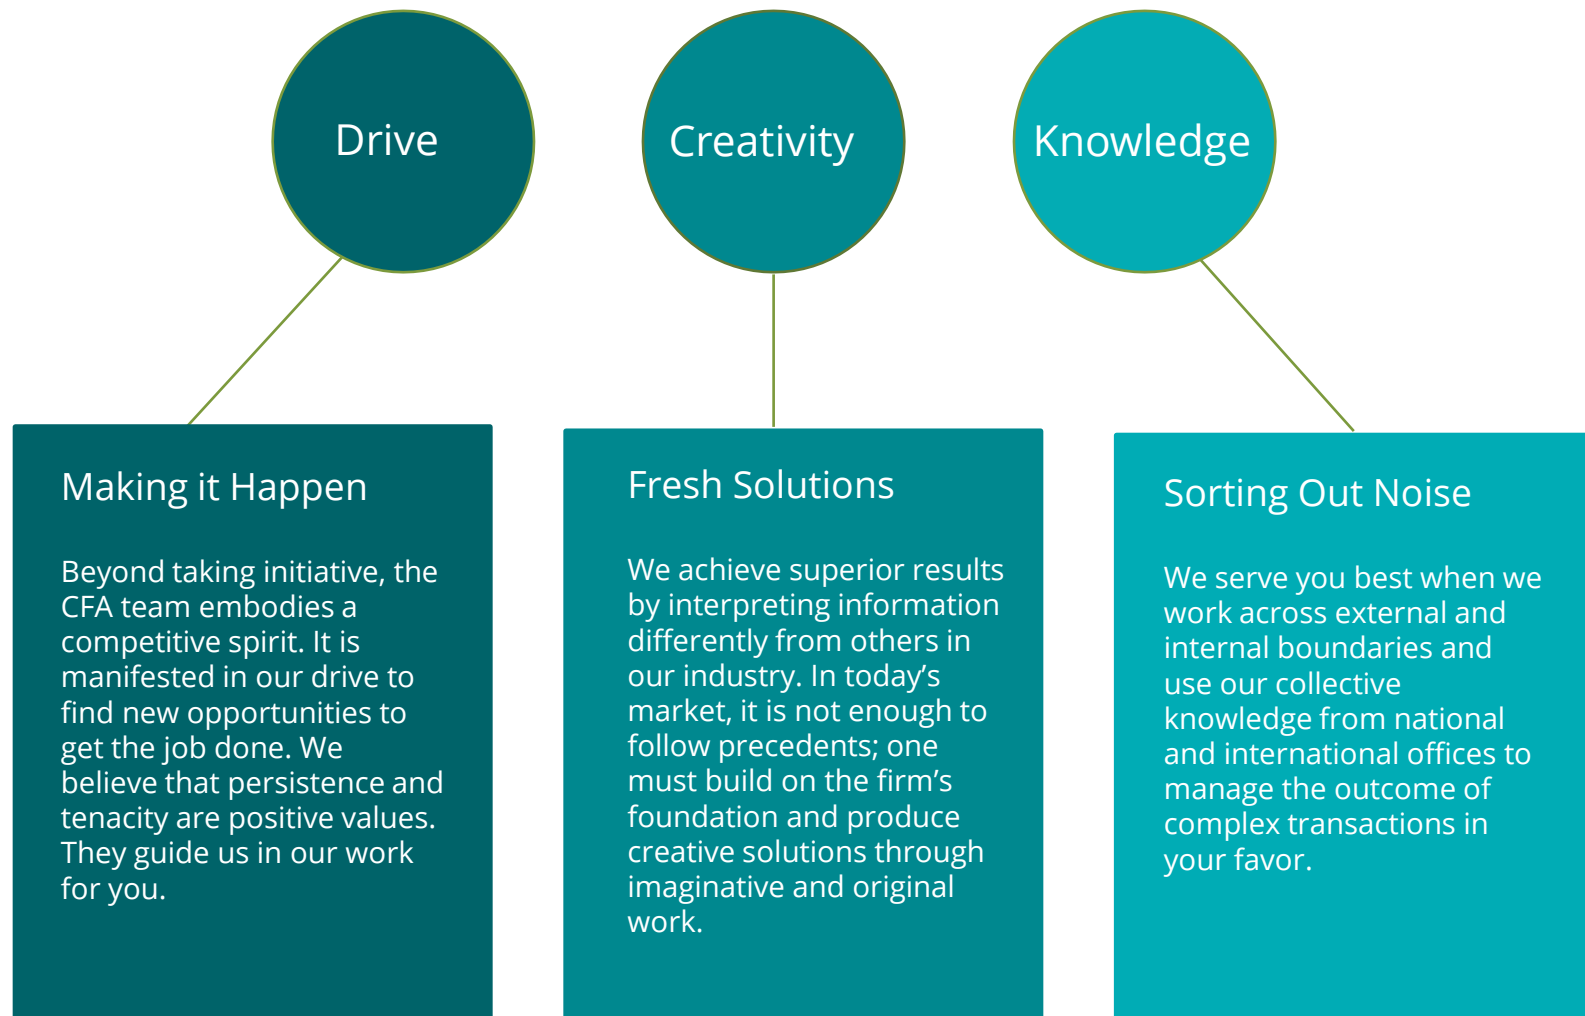 Drive
Creativity
Knowledge
Making it Happen
Beyond taking initiative, the
CFA team embodies a
competitive spirit. It is
manifested in our drive to
find new opportunities to
get the job done. We
believe that persistence and
tenacity are positive values.
They guide us in our work
for you.
Fresh Solutions
We achieve superior results
by interpreting information
differently from others in
our industry. In today’s
market, it is not enough to
follow precedents; one
must build on the firm’s
foundation and produce
creative solutions through
imaginative and original
work.
Sorting Out Noise
We serve you best when we
work across external and
internal boundaries and
use our collective
knowledge from national
and international offices to
manage the outcome of
complex transactions in
your favor.